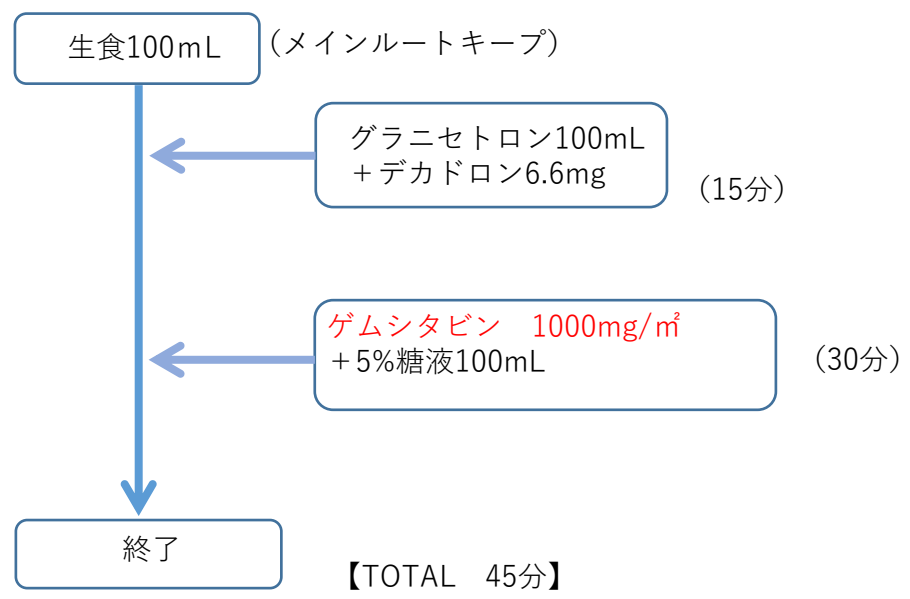 生食100mL
(メインルートキープ)
グラニセトロン100mL
+デカドロン6.6mg
(15分)
ゲムシタビン　1000mg/㎡
+5%糖液100mL
(30分)
終了
【TOTAL　45分】